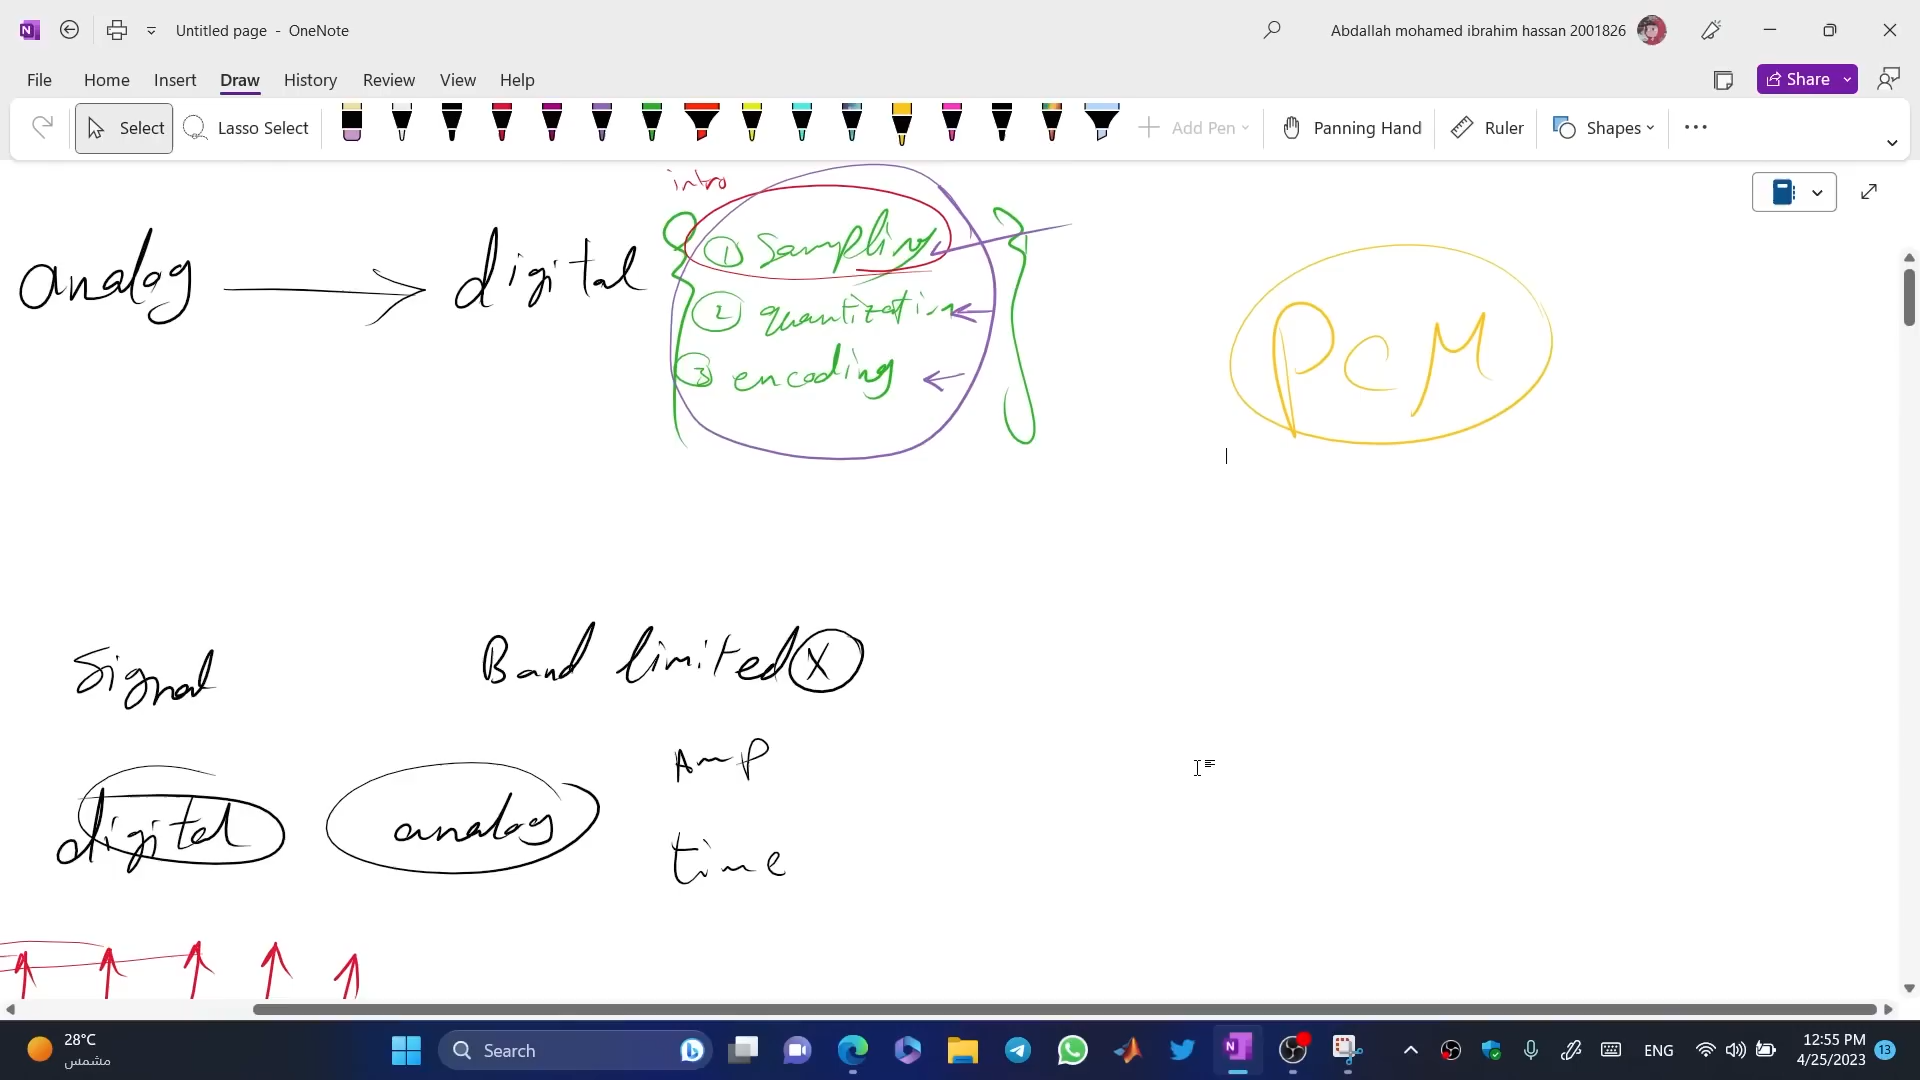 Untitled page - OneNote
Abdallah mohamed ibrahim hassan 2001826
File Home Insert Draw History Review View Help
Share
Select
Lasso Select
Add Pen
Panning Hand
Ruler
Shapes
intro
analog → digital
① Sampling
② quantization
③ encoding
PCM
Signal
Band limited X
Amp
digital
analog
time
28°C
مشمس
Search
ENG
12:55 PM
4/25/2023
13